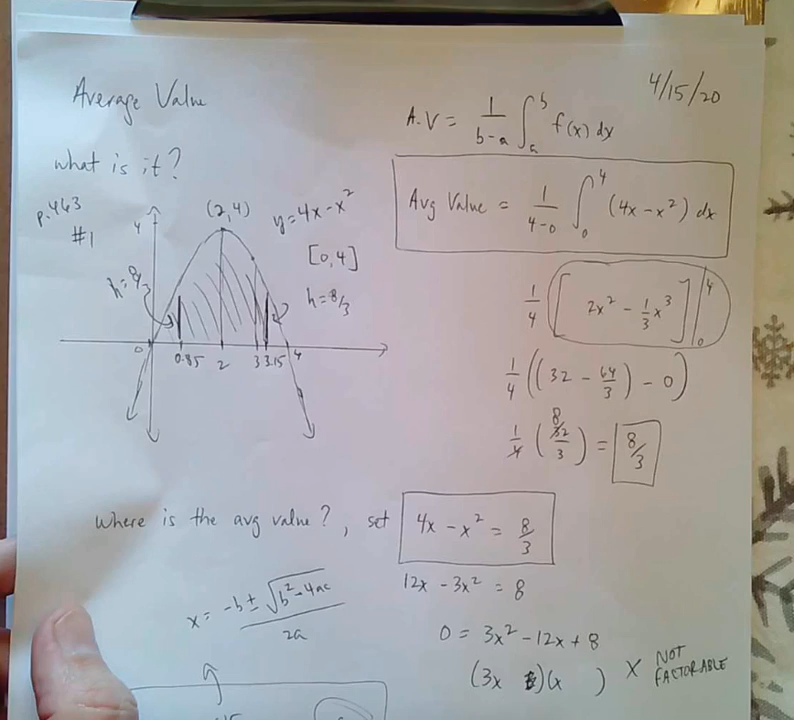 Average Value
4/15/20
A.V = 1/(b-a) ∫_a^b f(x) dx
what is it?
Avg Value = 1/(4-0) ∫_0^4 (4x-x²) dx
p.463
#1
4
(2,4)
y=4x-x²
[0,4]
h=8/3
h=8/3
0
0.85
2
3
3.15
4
1/4 [2x² - 1/3 x³] |_0^4
1/4 ((32 - 64/3) - 0)
1/4 (32/3) 8 = 8/3
Where is the avg value?, set
4x - x² = 8/3
12x - 3x² = 8
x = (-b ± √(b²-4ac))/2a
0 = 3x² - 12x + 8
(3x )(x ) X NOT
FACTORABLE